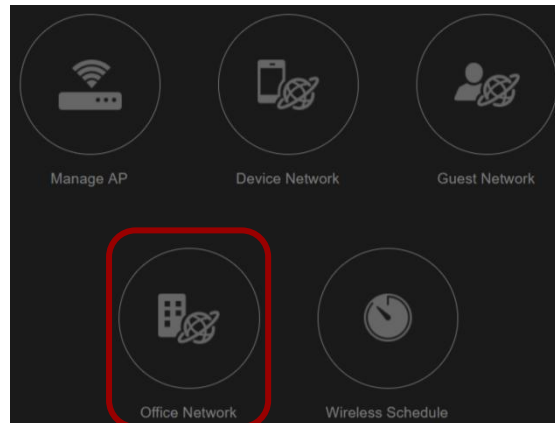 Manage AP
Device Network
Guest Network
Office Network
Wireless Schedule